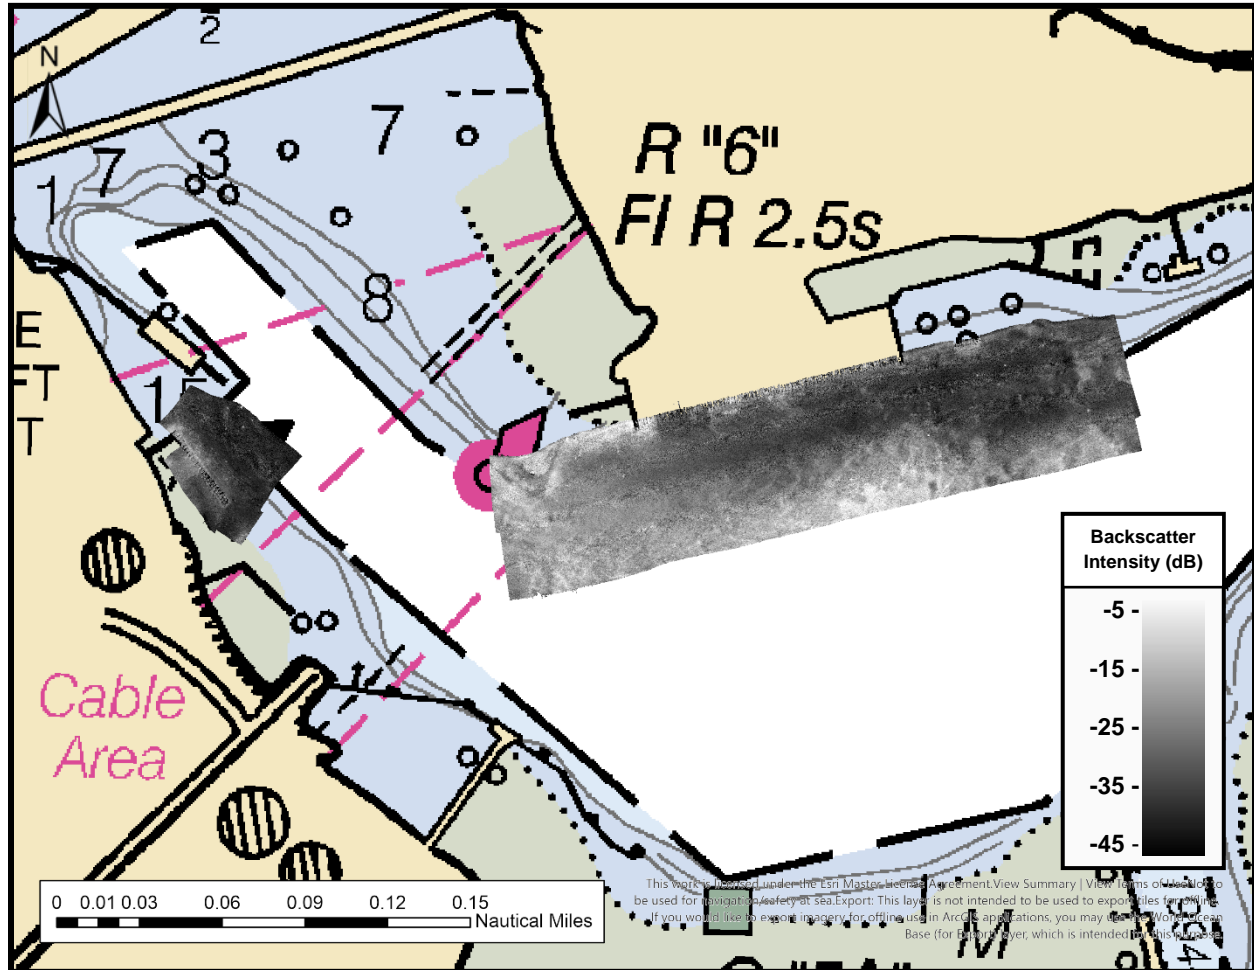 2
N
7
3
7
1
R "6"
Fl R 2.5s
8
E
FT
T
Backscatter
Intensity (dB)
-5 -
-15 -
-25 -
-35 -
-45 -
Cable
Area
0 0.01 0.03 0.06 0.09 0.12 0.15
Nautical Miles
This work is licensed under the Esri Master License Agreement.View Summary | View Terms of Use
be used for navigation/safety at sea.Export: This layer is not intended to be used to export tiles for offline.
If you would like to export imagery for offline use in ArcGIS applications, you may use the World Ocean
Base (for Export) layer, which is intended for this purpose.
M